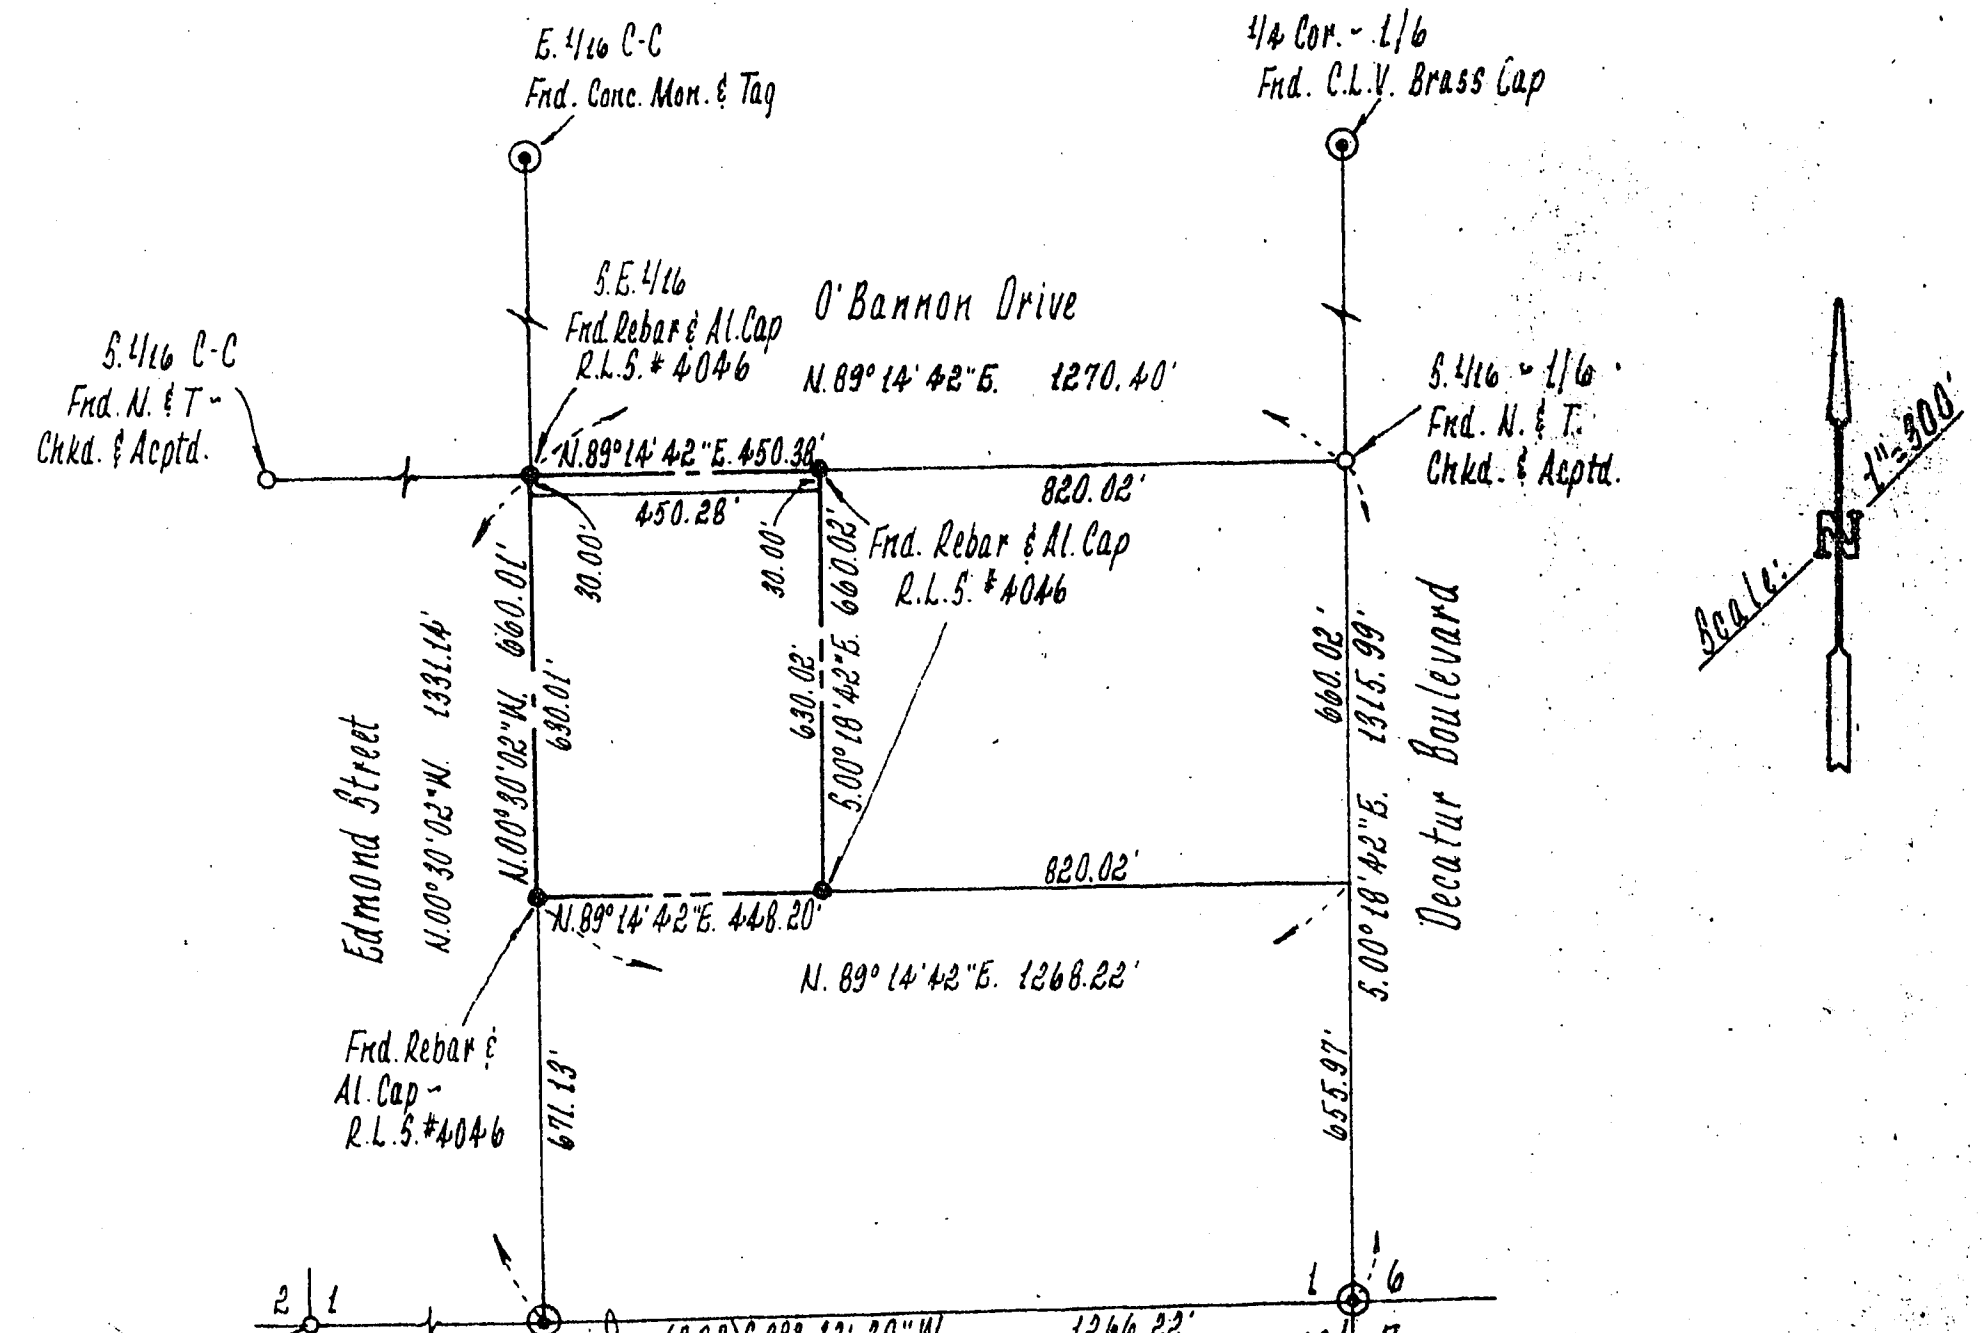 E. 1/16 C-C
Fnd. Conc. Mon. & Tag
1/4 Cor. - 1/6
Fnd. C.L.V. Brass Cap
S.E. 1/16
Fnd. Rebar & Al. Cap
R.L.S. # 4046
O'Bannon Drive
N. 89° 14' 42" E. 1270.40'
S. 1/16 C-C
Fnd. N. & T -
Chkd. & Acptd.
S. 1/16 - 1/6
Fnd. N. & T.
Chkd. & Acptd.
N. 89° 14' 42" E. 450.38'
450.28'
820.02'
30.00'
30.00'
Fnd. Rebar & Al. Cap
R.L.S. # 4046
Scale: 1" = 300'
N
Edmond Street
N. 00° 30' 02" W. 1331.14'
N. 00° 30' 02" W. 660.01'
630.01'
630.02'
S. 00° 18' 42" E. 660.02'
660.02'
S. 00° 18' 42" E. 1315.99'
Decatur Boulevard
820.02'
N. 89° 14' 42" E. 448.20'
N. 89° 14' 42" E. 1268.22'
Fnd. Rebar &
Al. Cap -
R.L.S. # 4046
671.13'
655.97'
2 1
1 6
1266.22'